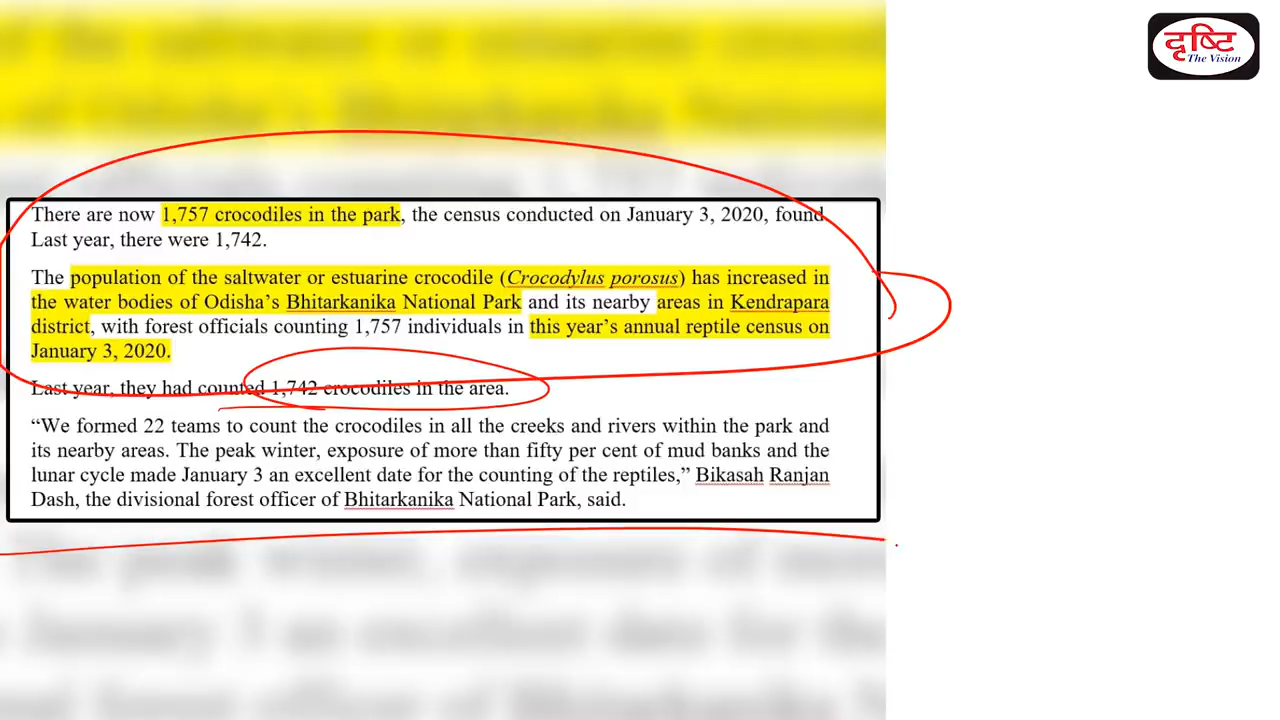 दृष्टि
The Vision
There are now 1,757 crocodiles in the park, the census conducted on January 3, 2020, found
Last year, there were 1,742.
The population of the saltwater or estuarine crocodile (Crocodylus porosus) has increased in
the water bodies of Odisha’s Bhitarkanika National Park and its nearby areas in Kendrapara
district, with forest officials counting 1,757 individuals in this year’s annual reptile census on
January 3, 2020.
Last year, they had counted 1,742 crocodiles in the area.
“We formed 22 teams to count the crocodiles in all the creeks and rivers within the park and
its nearby areas. The peak winter, exposure of more than fifty per cent of mud banks and the
lunar cycle made January 3 an excellent date for the counting of the reptiles,” Bikasah Ranjan
Dash, the divisional forest officer of Bhitarkanika National Park, said.